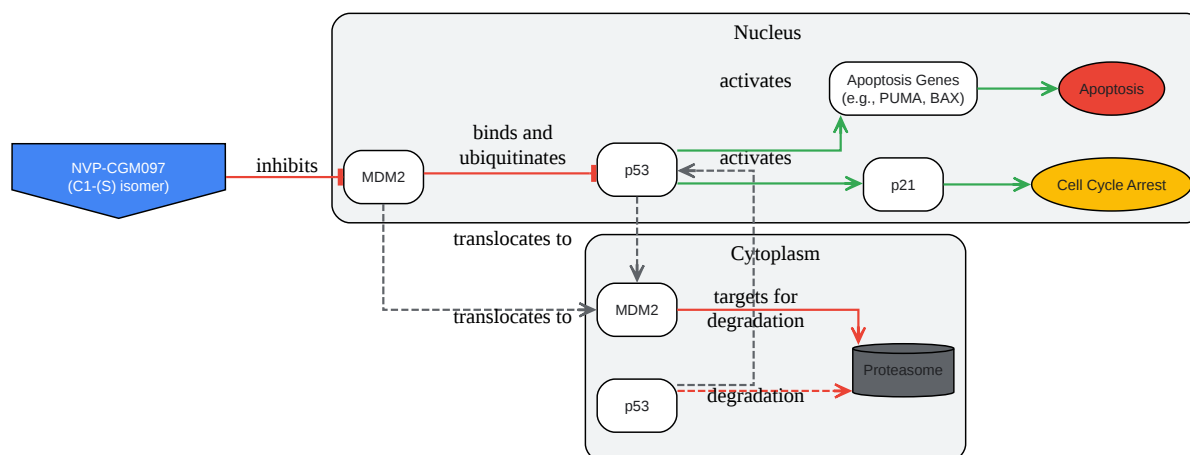 Nucleus
activates
Apoptosis Genes
(e.g., PUMA, BAX)
Apoptosis
NVP-CGM097
(C1-(S) isomer)
inhibits
MDM2
binds and
ubiquitinates
p53
activates
p21
Cell Cycle Arrest
translocates to
Cytoplasm
translocates to
MDM2
targets for
degradation
Proteasome
p53
degradation